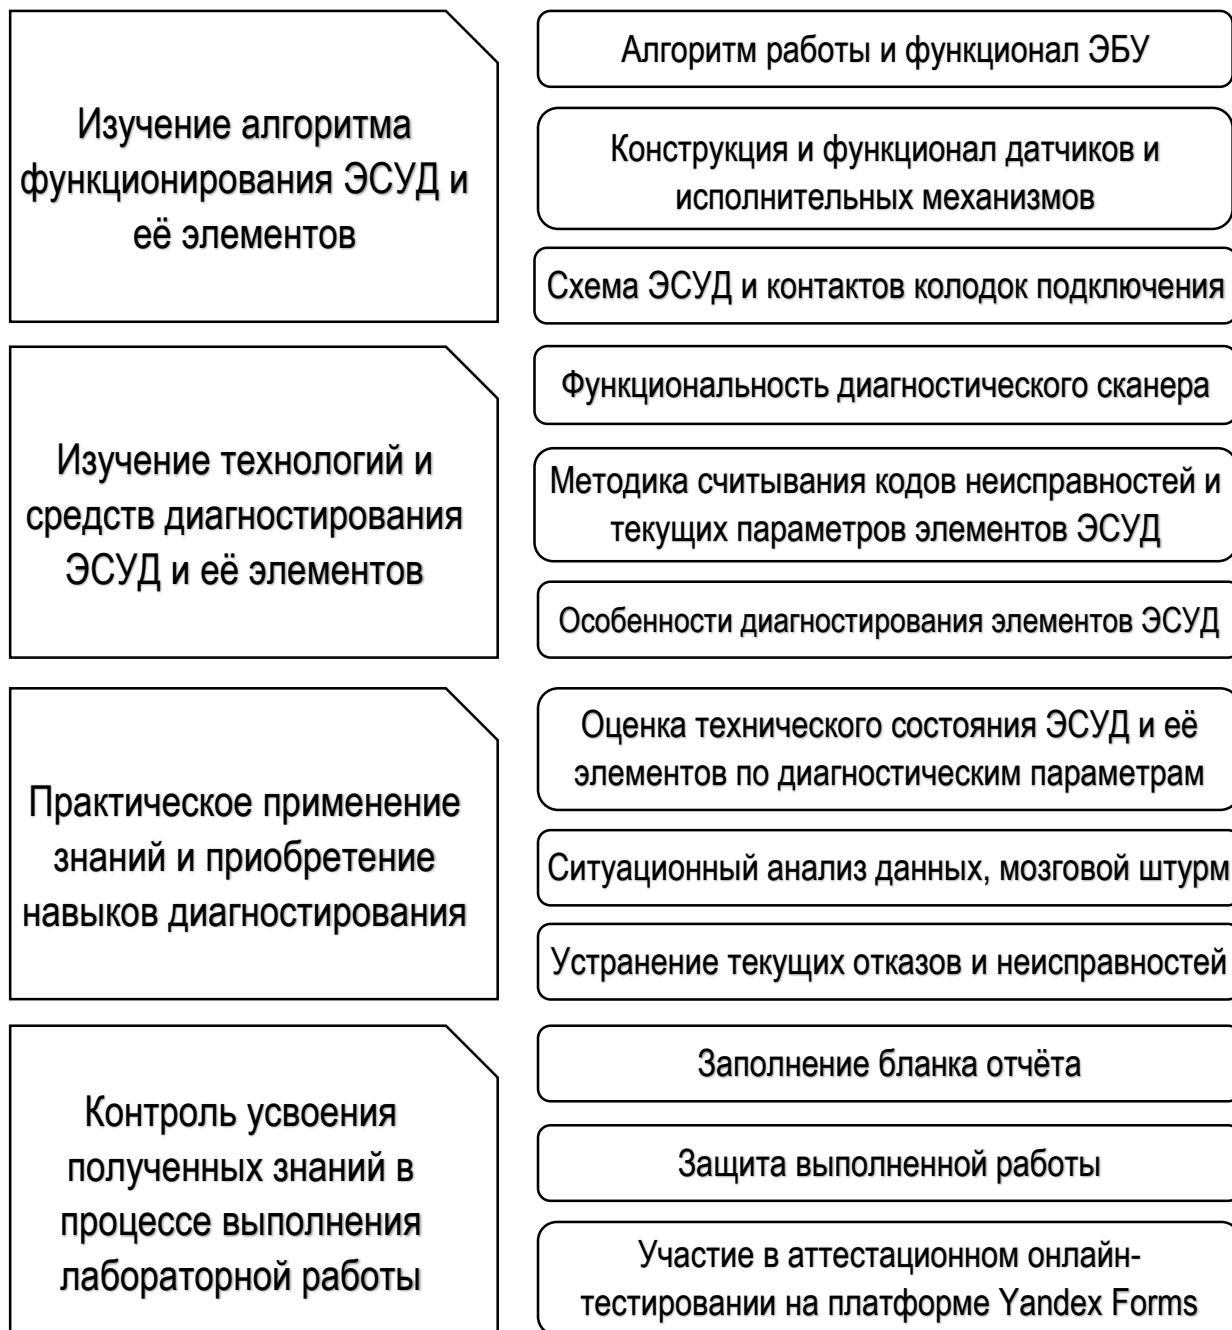 Изучение алгоритма
функционирования ЭСУД и
её элементов
Алгоритм работы и функционал ЭБУ
Конструкция и функционал датчиков и
исполнительных механизмов
Схема ЭСУД и контактов колодок подключения
Изучение технологий и
средств диагностирования
ЭСУД и её элементов
Функциональность диагностического сканера
Методика считывания кодов неисправностей и
текущих параметров элементов ЭСУД
Особенности диагностирования элементов ЭСУД
Практическое применение
знаний и приобретение
навыков диагностирования
Оценка технического состояния ЭСУД и её
элементов по диагностическим параметрам
Ситуационный анализ данных, мозговой штурм
Устранение текущих отказов и неисправностей
Контроль усвоения
полученных знаний в
процессе выполнения
лабораторной работы
Заполнение бланка отчёта
Защита выполненной работы
Участие в аттестационном онлайн-
тестировании на платформе Yandex Forms